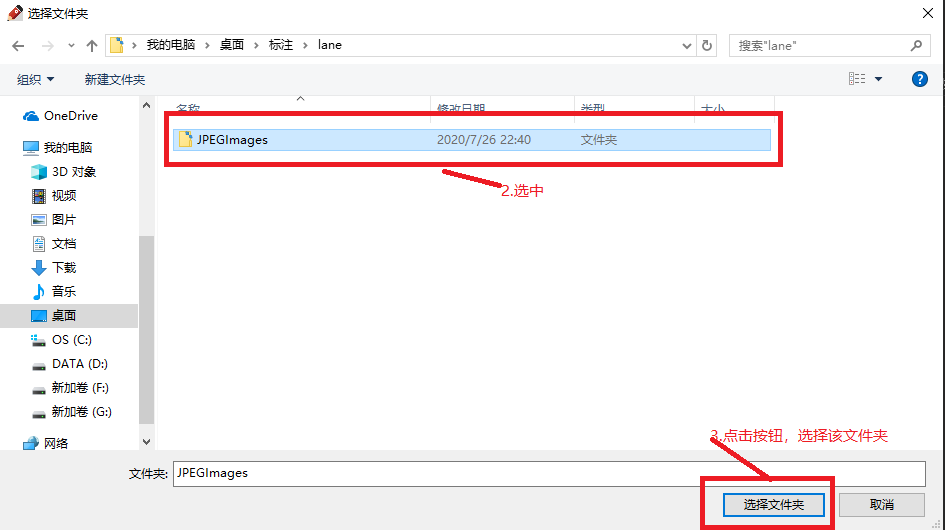 选择文件夹
我的电脑 桌面 标注 lane
搜索"lane"
组织 新建文件夹
名称 修改日期 类型 大小
JPEGImages 2020/7/26 22:40 文件夹
2.选中
OneDrive
我的电脑
3D 对象
视频
图片
文档
下载
音乐
桌面
OS (C:)
DATA (D:)
新加卷 (F:)
新加卷 (G:)
网络
3.点击按钮，选择该文件夹
文件夹: JPEGImages
选择文件夹 取消